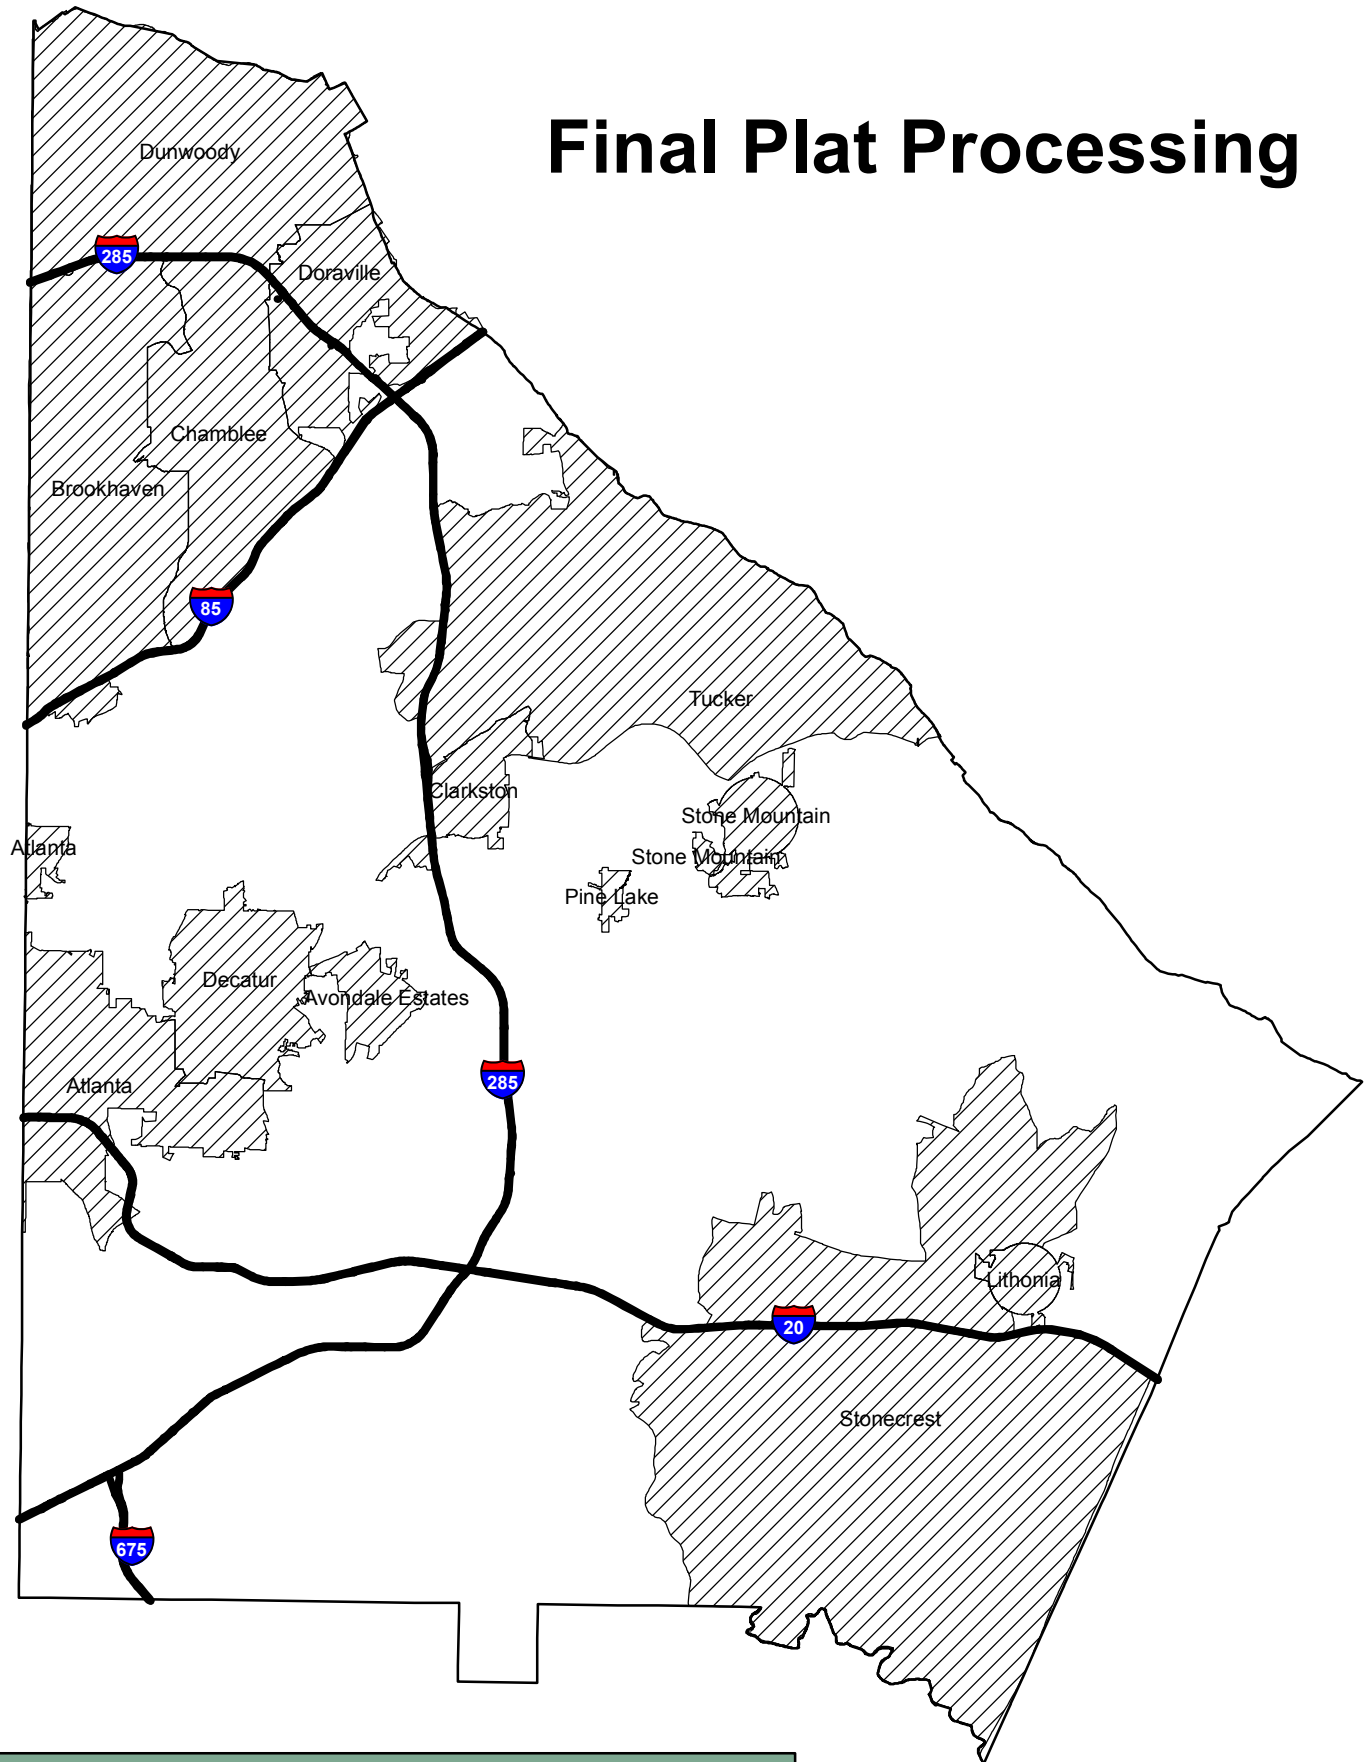 Final Plat Processing
Dunwoody
285
Doraville
Chamblee
Brookhaven
85
Tucker
Clarkston
Stone Mountain
Atlanta
Stone Mountain
Pine Lake
Decatur
Avondale Estates
285
Atlanta
Lithonia
20
Stonecrest
675